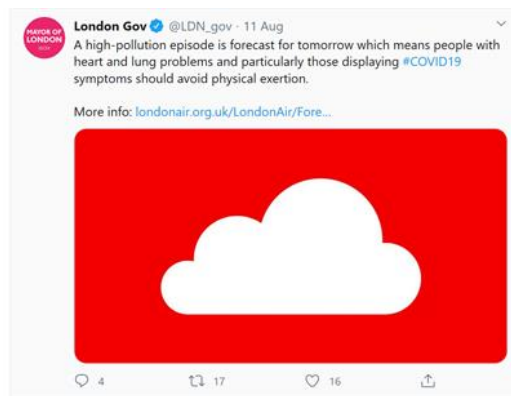 MAYOR OF
LONDON
London Gov @LDN_gov · 11 Aug
A high-pollution episode is forecast for tomorrow which means people with
heart and lung problems and particularly those displaying #COVID19
symptoms should avoid physical exertion.
More info: londonair.org.uk/LondonAir/Fore...
4 17 16